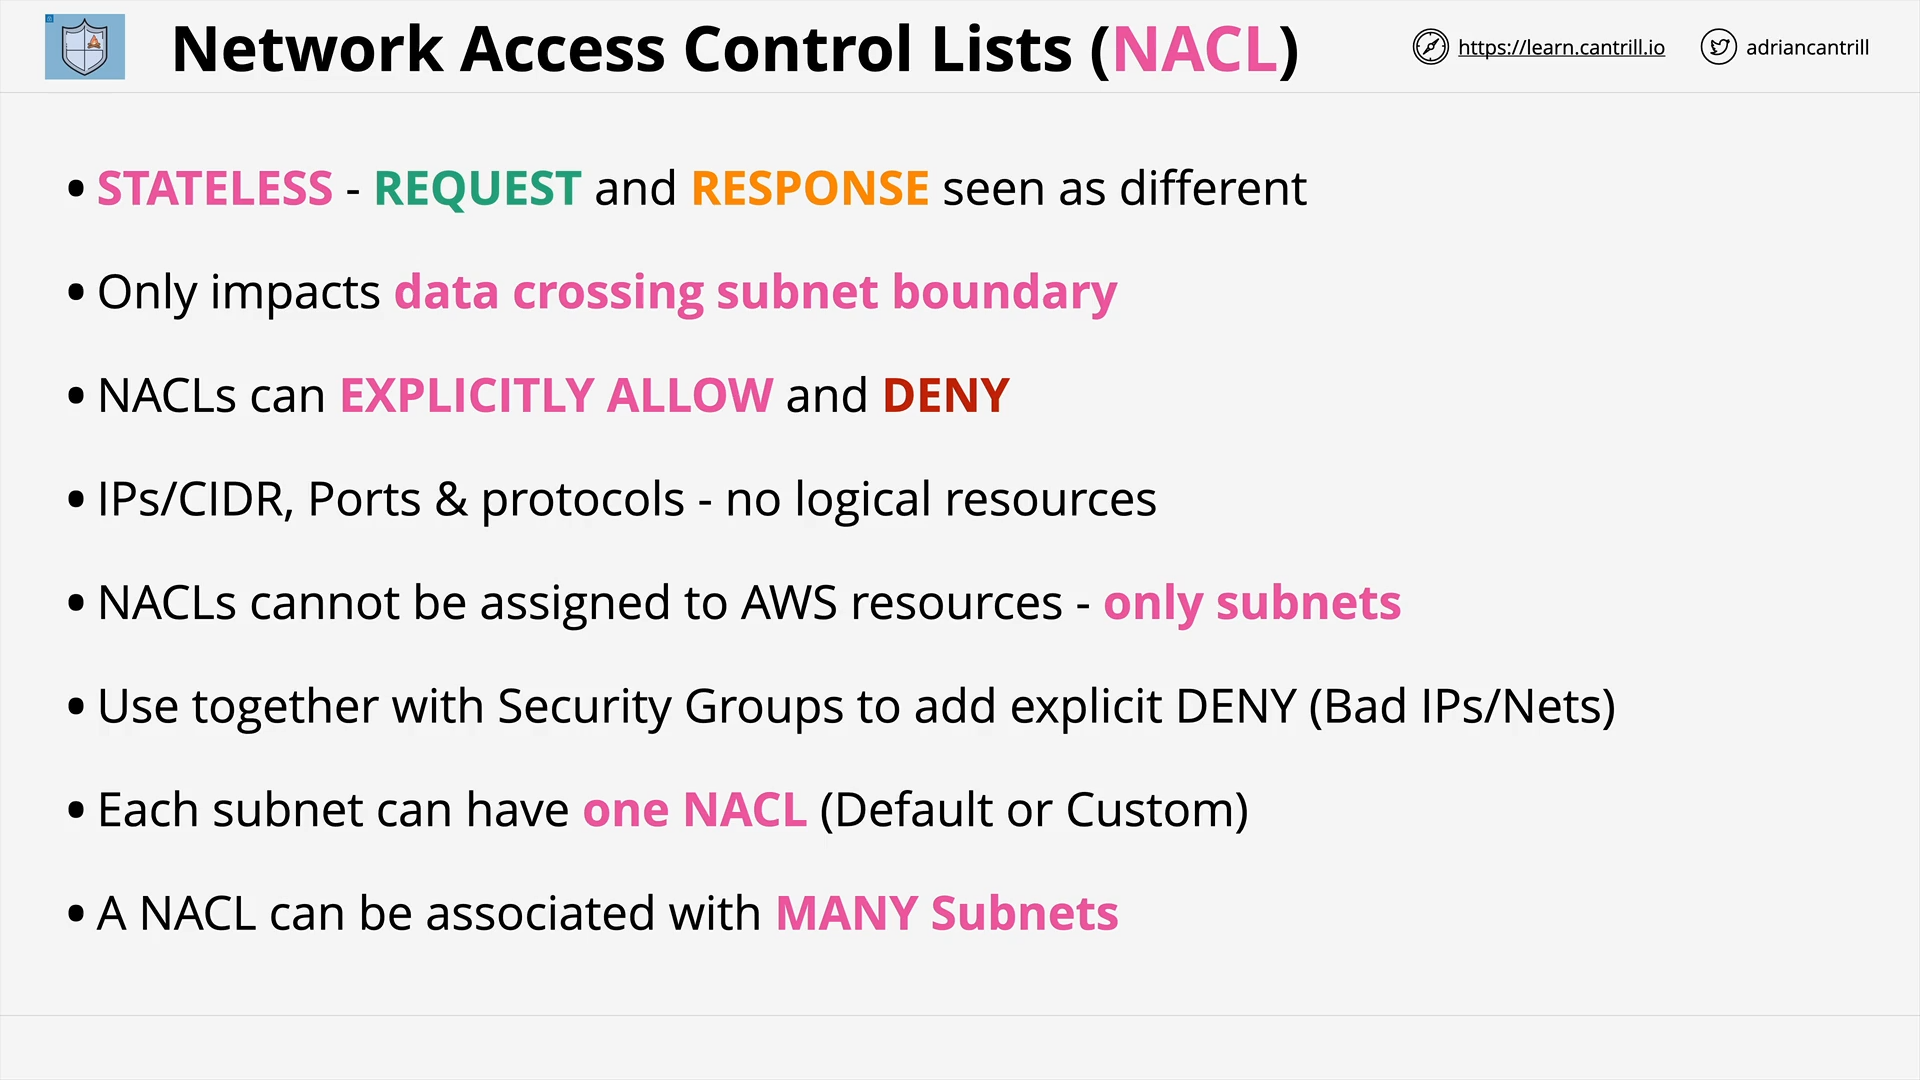 Network Access Control Lists (NACL)
https://learn.cantrill.io
adriancantrill
• STATELESS - REQUEST and RESPONSE seen as different
• Only impacts data crossing subnet boundary
• NACLs can EXPLICITLY ALLOW and DENY
• IPs/CIDR, Ports & protocols - no logical resources
• NACLs cannot be assigned to AWS resources - only subnets
• Use together with Security Groups to add explicit DENY (Bad IPs/Nets)
• Each subnet can have one NACL (Default or Custom)
• A NACL can be associated with MANY Subnets